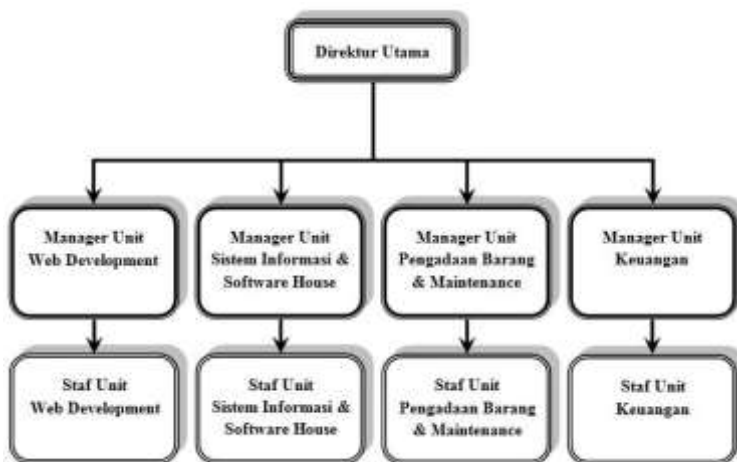 Direktur Utama
Manager Unit
Web Development
Manager Unit
Sistem Informasi &
Software House
Manager Unit
Pengadaan Barang
& Maintenance
Manager Unit
Keuangan
Staf Unit
Web Development
Staf Unit
Sistem Informasi &
Software House
Staf Unit
Pengadaan Barang
& Maintenance
Staf Unit
Keuangan